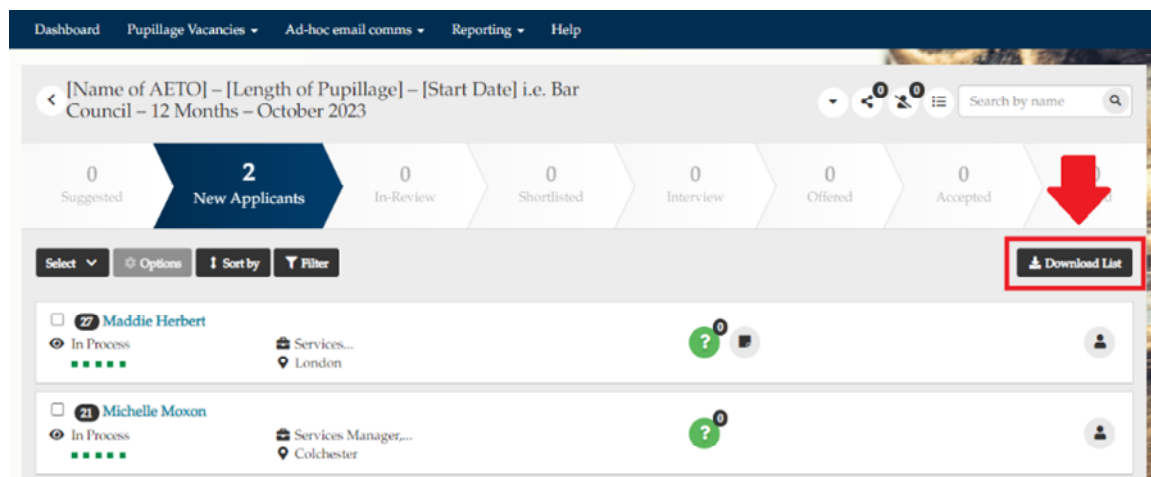 Dashboard Pupillage Vacancies Ad-hoc email comms Reporting Help
[Name of AETO] – [Length of Pupillage] – [Start Date] i.e. Bar
Council – 12 Months – October 2023
0 0 Search by name
0 2 0 0 0 0 0
Suggested New Applicants In-Review Shortlisted Interview Offered Accepted
Select Options Sort by Filter Download List
27 Maddie Herbert 0
In Process Services... ?
London
21 Michelle Moxon 0
In Process Services Manager,... ?
Colchester